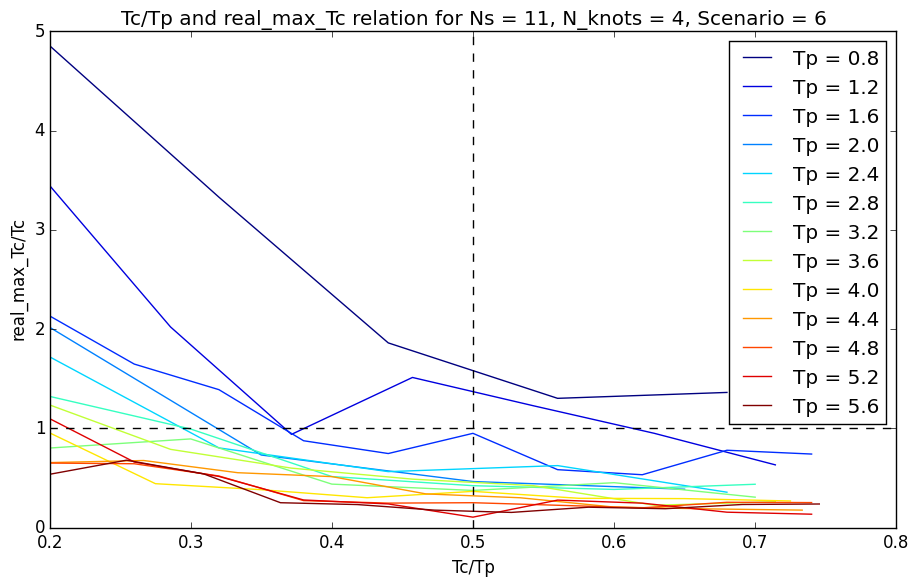 Tc/Tp and real_max_Tc relation for Ns = 11, N_knots = 4, Scenario = 6
5
4
3
2
1
0
real_max_Tc/Tc
0.2
0.3
0.4
0.5
0.6
0.7
0.8
Tc/Tp
Tp = 0.8
Tp = 1.2
Tp = 1.6
Tp = 2.0
Tp = 2.4
Tp = 2.8
Tp = 3.2
Tp = 3.6
Tp = 4.0
Tp = 4.4
Tp = 4.8
Tp = 5.2
Tp = 5.6